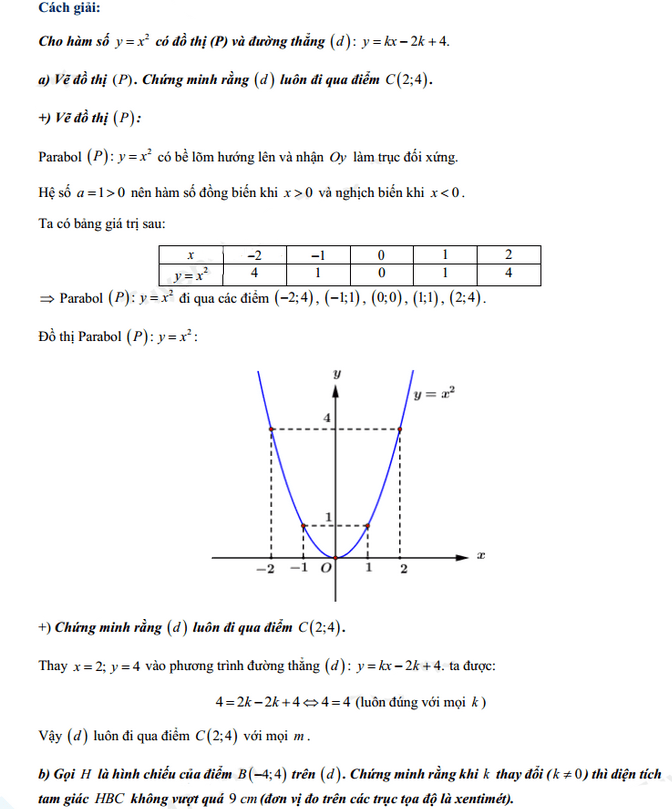 Cách giải:
Cho hàm số y = x² có đồ thị (P) và đường thẳng (d): y = kx − 2k + 4.
a) Vẽ đồ thị (P). Chứng minh rằng (d) luôn đi qua điểm C(2;4).
+) Vẽ đồ thị (P):
Parabol (P): y = x² có bề lõm hướng lên và nhận Oy làm trục đối xứng.
Hệ số a = 1 > 0 nên hàm số đồng biến khi x > 0 và nghịch biến khi x < 0.
Ta có bảng giá trị sau:
x −2 −1 0 1 2
y = x² 4 1 0 1 4
⇒ Parabol (P): y = x² đi qua các điểm (−2;4), (−1;1), (0;0), (1;1), (2;4).
Đồ thị Parabol (P): y = x²:
y
y = x²
4
1
x
−2 −1 O 1 2
+) Chứng minh rằng (d) luôn đi qua điểm C(2;4).
Thay x = 2; y = 4 vào phương trình đường thẳng (d): y = kx − 2k + 4. ta được:
4 = 2k − 2k + 4 ⇔ 4 = 4 (luôn đúng với mọi k)
Vậy (d) luôn đi qua điểm C(2;4) với mọi m.
b) Gọi H là hình chiếu của điểm B(−4;4) trên (d). Chứng minh rằng khi k thay đổi (k ≠ 0) thì diện tích
tam giác HBC không vượt quá 9 cm (đơn vị đo trên các trục tọa độ là xentimét).